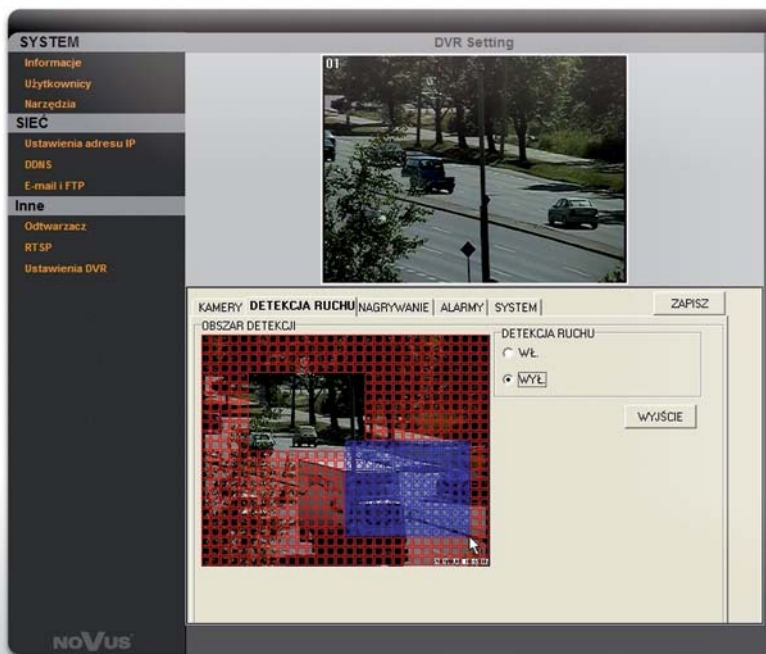 DVR Setting
SYSTEM
Informacje
Użytkownicy
Narzędzia
SIEĆ
Ustawienia adresu IP
DDNS
E-mail i FTP
Inne
Odtwarzacz
RTSP
Ustawienia DVR
NOVUS
01
KAMERY DETEKCJA RUCHU NAGRYWANIE ALARMY SYSTEM
ZAPISZ
OBSZAR DETEKCJI
DETEKCJA RUCHU
WŁ.
WYŁ.
WYJŚCIE